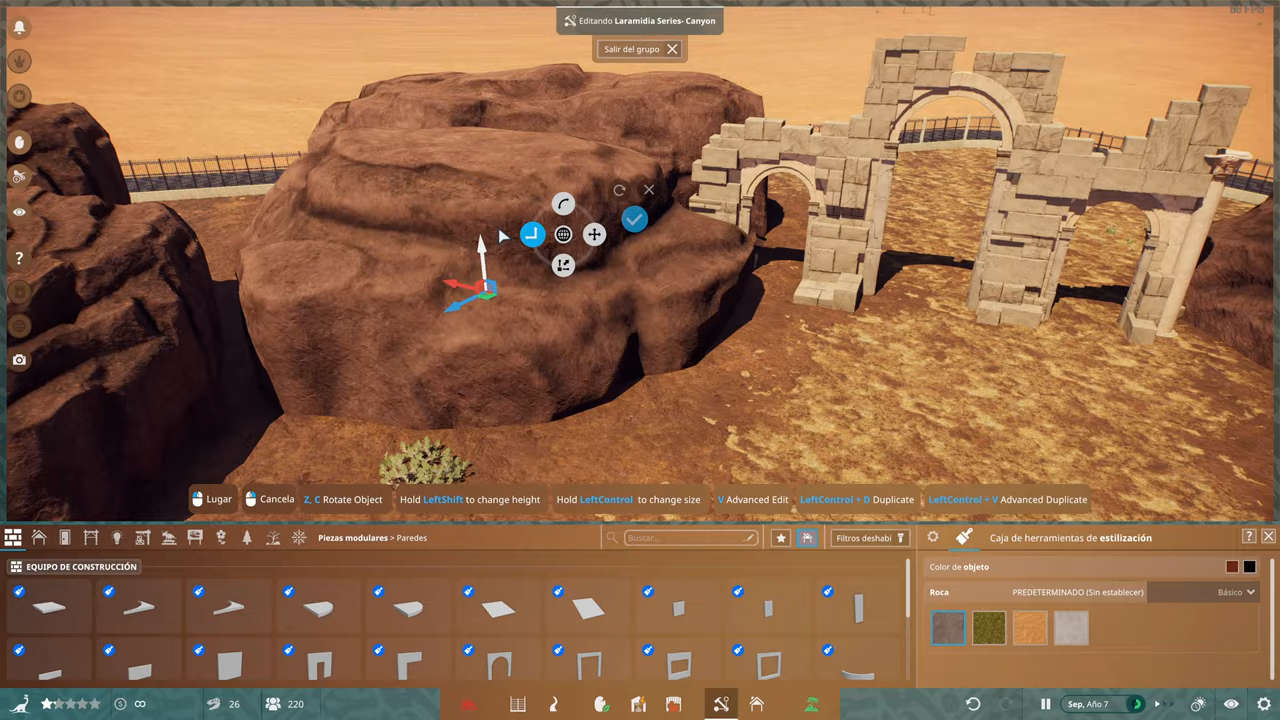 Editando Laramidia Series- Canyon
Salir del grupo
?
Lugar
Cancela
Z, C Rotate Object
Hold LeftShift to change height
Hold LeftControl to change size
V Advanced Edit
LeftControl + D Duplicate
LeftControl + V Advanced Duplicate
Piezas modulares > Paredes
Buscar...
Filtros deshabi
Caja de herramientas de estilización
?
EQUIPO DE CONSTRUCCIÓN
Color de objeto
Roca
PREDETERMINADO (Sin establecer)
Básico
∞
26
220
Sep, Año 7